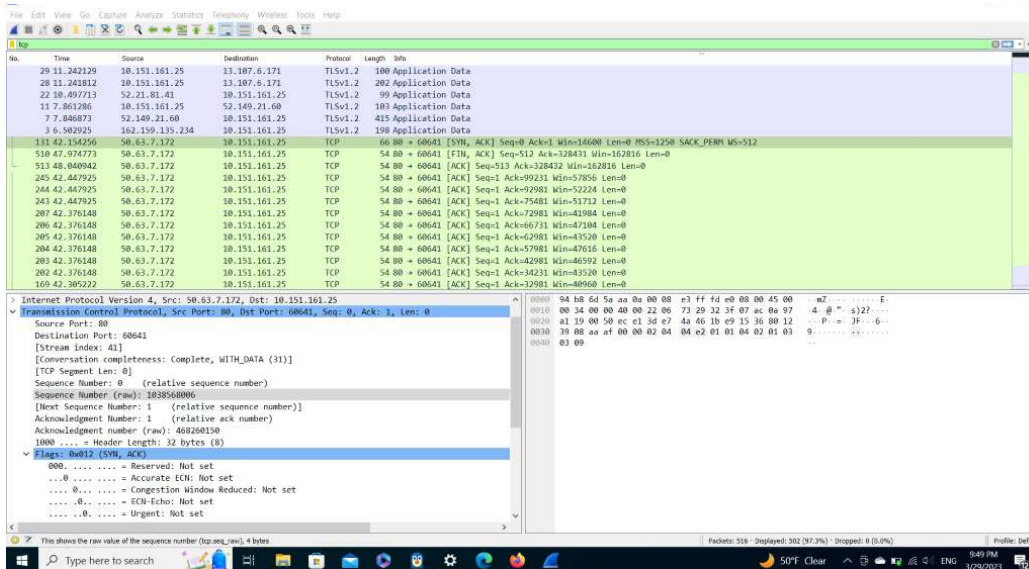 File Edit View Go Capture Analyze Statistics Telephony Wireless Tools Help
tcp
No. Time Source Destination Protocol Length Info
29 11.242129 10.151.161.25 13.107.6.171 TLSv1.2 100 Application Data
28 11.241812 10.151.161.25 13.107.6.171 TLSv1.2 202 Application Data
22 10.497713 52.21.81.41 10.151.161.25 TLSv1.2 99 Application Data
11 7.861286 10.151.161.25 52.149.21.60 TLSv1.2 103 Application Data
7 7.846873 52.149.21.60 10.151.161.25 TLSv1.2 415 Application Data
3 6.502925 162.159.135.234 10.151.161.25 TLSv1.2 198 Application Data
131 42.154256 50.63.7.172 10.151.161.25 TCP 66 80 → 60641 [SYN, ACK] Seq=0 Ack=1 Win=14600 Len=0 MSS=1250 SACK_PERM WS=512
510 47.974773 50.63.7.172 10.151.161.25 TCP 54 80 → 60641 [FIN, ACK] Seq=512 Ack=328431 Win=162816 Len=0
513 48.040942 50.63.7.172 10.151.161.25 TCP 54 80 → 60641 [ACK] Seq=513 Ack=328432 Win=162816 Len=0
245 42.447925 50.63.7.172 10.151.161.25 TCP 54 80 → 60641 [ACK] Seq=1 Ack=99231 Win=57856 Len=0
244 42.447925 50.63.7.172 10.151.161.25 TCP 54 80 → 60641 [ACK] Seq=1 Ack=92981 Win=52224 Len=0
243 42.447925 50.63.7.172 10.151.161.25 TCP 54 80 → 60641 [ACK] Seq=1 Ack=75481 Win=51712 Len=0
207 42.376148 50.63.7.172 10.151.161.25 TCP 54 80 → 60641 [ACK] Seq=1 Ack=72981 Win=41984 Len=0
206 42.376148 50.63.7.172 10.151.161.25 TCP 54 80 → 60641 [ACK] Seq=1 Ack=66731 Win=47104 Len=0
205 42.376148 50.63.7.172 10.151.161.25 TCP 54 80 → 60641 [ACK] Seq=1 Ack=62981 Win=43520 Len=0
204 42.376148 50.63.7.172 10.151.161.25 TCP 54 80 → 60641 [ACK] Seq=1 Ack=57981 Win=47616 Len=0
203 42.376148 50.63.7.172 10.151.161.25 TCP 54 80 → 60641 [ACK] Seq=1 Ack=42981 Win=46592 Len=0
202 42.376148 50.63.7.172 10.151.161.25 TCP 54 80 → 60641 [ACK] Seq=1 Ack=34231 Win=43520 Len=0
169 42.305222 50.63.7.172 10.151.161.25 TCP 54 80 → 60641 [ACK] Seq=1 Ack=32981 Win=40960 Len=0
Internet Protocol Version 4, Src: 50.63.7.172, Dst: 10.151.161.25
Transmission Control Protocol, Src Port: 80, Dst Port: 60641, Seq: 0, Ack: 1, Len: 0
Source Port: 80
Destination Port: 60641
[Stream index: 41]
[Conversation completeness: Complete, WITH_DATA (31)]
[TCP Segment Len: 0]
Sequence Number: 0 (relative sequence number)
Sequence Number (raw): 1038568006
[Next Sequence Number: 1 (relative sequence number)]
Acknowledgment Number: 1 (relative ack number)
Acknowledgment number (raw): 468260150
1000 .... = Header Length: 32 bytes (8)
Flags: 0x012 (SYN, ACK)
000. .... .... = Reserved: Not set
...0 .... .... = Accurate ECN: Not set
.... 0... .... = Congestion Window Reduced: Not set
.... .0.. .... = ECN-Echo: Not set
.... ..0. .... = Urgent: Not set
0000 94 b8 6d 5a aa 0a 00 08 e3 ff fd e0 08 00 45 00
0010 00 34 00 00 40 00 22 06 73 29 32 3f 07 ac 0a 97
0020 a1 19 00 50 ec e1 3d e7 4a 46 1b e9 15 36 80 12
0030 39 08 aa af 00 00 02 04 04 e2 01 01 04 02 01 03
0040 03 09
This shows the raw value of the sequence number (tcp.seq_raw), 4 bytes
Packets: 516 · Displayed: 502 (97.3%) · Dropped: 0 (0.0%)
Profile: Def
Type here to search
50°F Clear
ENG
9:49 PM
3/29/2023